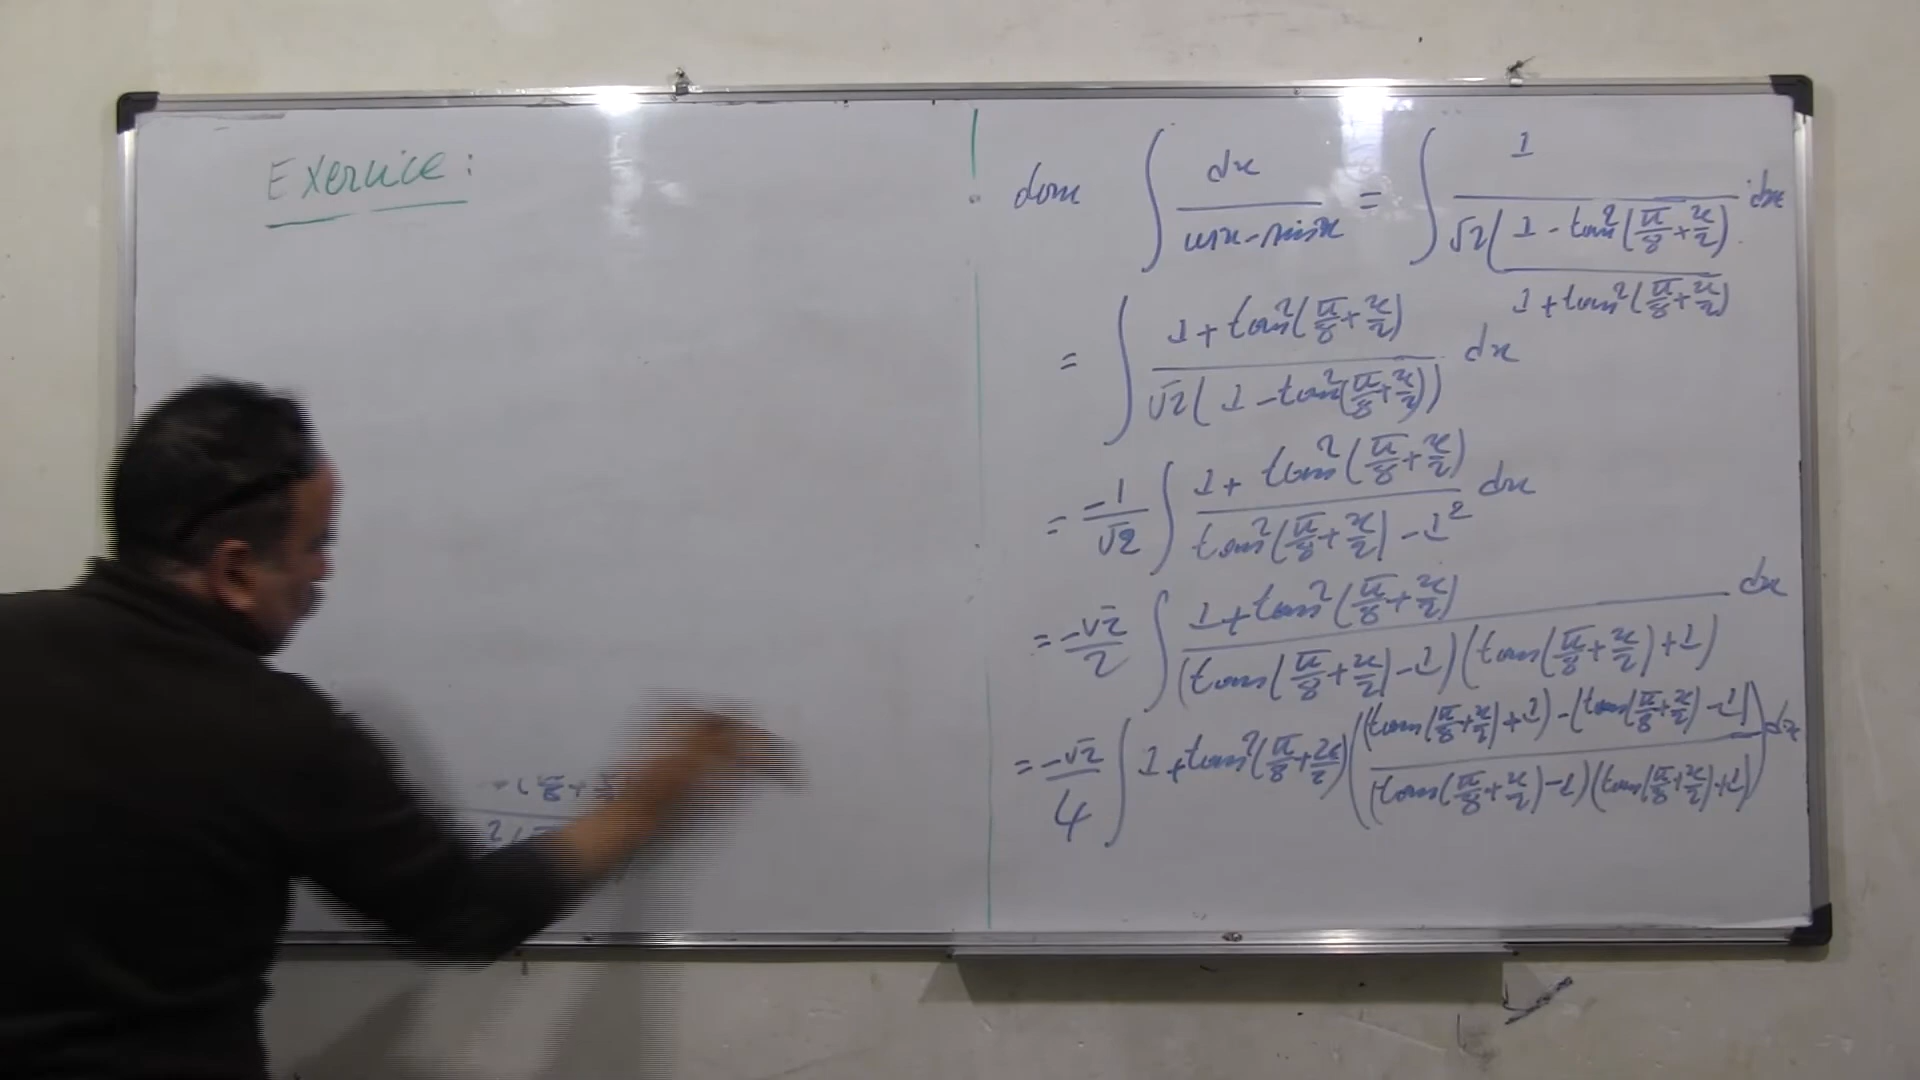 Exercice :
donc ∫ dx / (cosx - sinx) = ∫ 1 / (√2 ( (1 - tan²(π/8 + x/2)) / (1 + tan²(π/8 + x/2)) )) dx
= ∫ (1 + tan²(π/8 + x/2)) / (√2 (1 - tan²(π/8 + x/2))) dx
= -1/√2 ∫ (1 + tan²(π/8 + x/2)) / (tan²(π/8 + x/2) - 1²) dx
= -√2/2 ∫ (1 + tan²(π/8 + x/2)) / ((tan(π/8 + x/2) - 1)(tan(π/8 + x/2) + 1)) dx
= -√2/4 ∫ 1 + tan²(π/8 + x/2) ( ((tan(π/8 + x/2) + 1) - (tan(π/8 + x/2) - 1)) / ((tan(π/8 + x/2) - 1)(tan(π/8 + x/2) + 1)) ) dx